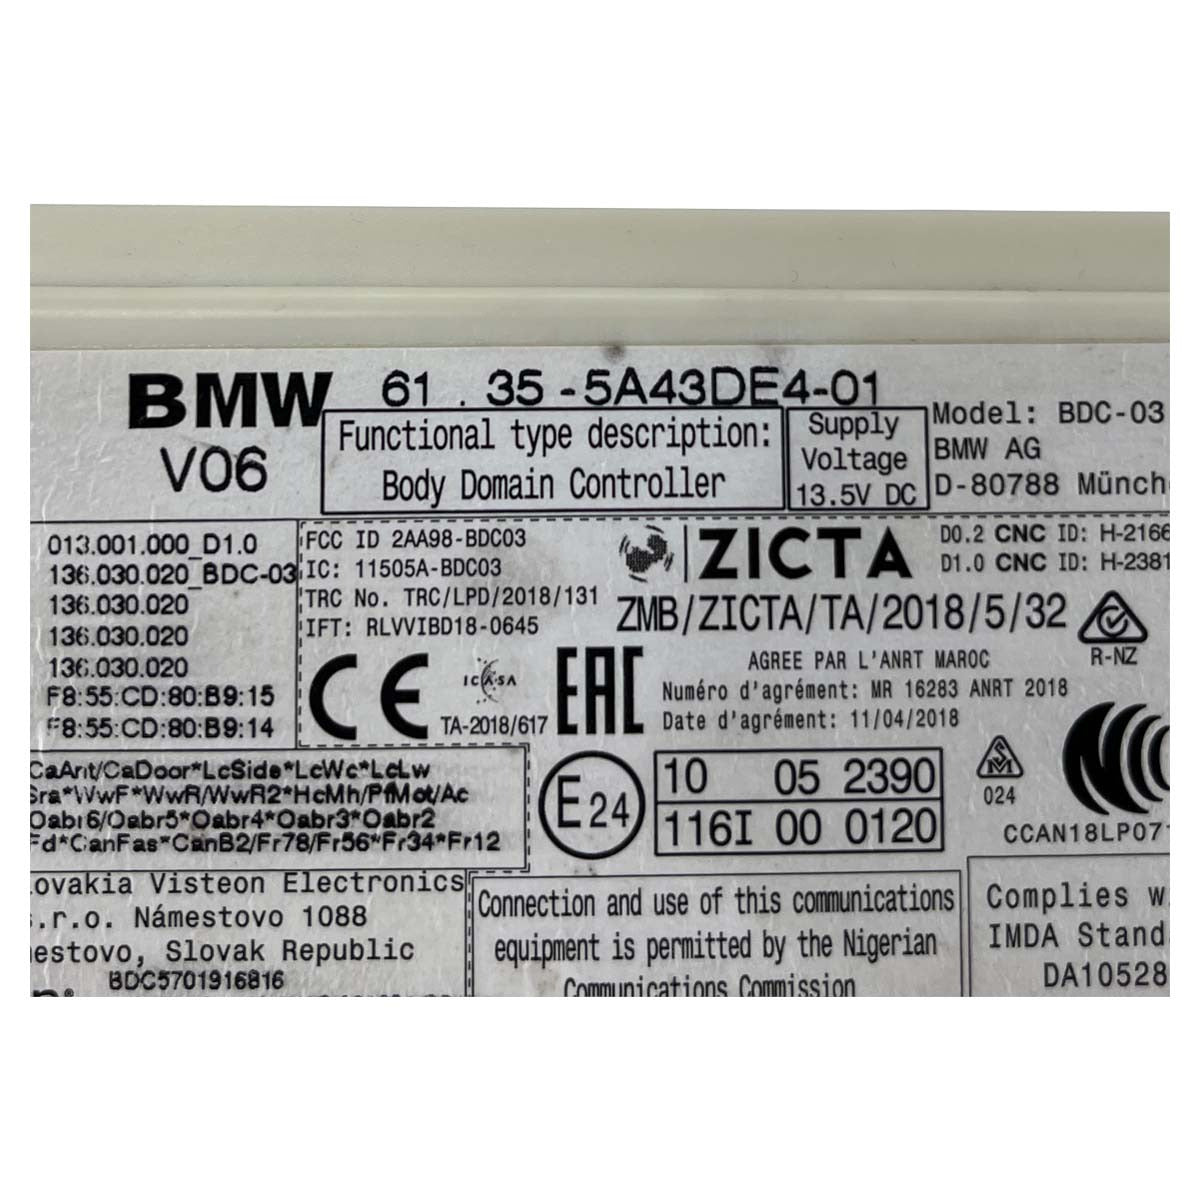 BMW 61 . 35 - 5A43DE4-01
V06
Functional type description:
Body Domain Controller
Supply
Voltage
13.5V DC
Model: BDC-03
BMW AG
D-80788 Münch
013.001.000_D1.0
136.030.020_BDC-03
136.030.020
136.030.020
136.030.020
F8:55:CD:80:B9:15
F8:55:CD:80:B9:14
FCC ID 2AA98-BDC03
IC: 11505A-BDC03
TRC No. TRC/LPD/2018/131
IFT: RLVVIBD18-0645
CE
ICASA
TA-2018/617
EAC
ZICTA
ZMB/ZICTA/TA/2018/5/32
D0.2 CNC ID: H-2166
D1.0 CNC ID: H-2381
R-NZ
AGREE PAR L'ANRT MAROC
Numéro d'agrément: MR 16283 ANRT 2018
Date d'agrément: 11/04/2018
CaAnt/CaDoor*LcSide*LcWc*LcLw
Sra*WwF*WwR/WwR2*HcMh/PfMot/Ac
Oabr6/Oabr5*Oabr4*Oabr3*Oabr2
Fd*CanFas*CanB2/Fr78/Fr56*Fr34*Fr12
E24
10 05 2390
116I 00 0120
024
CCAN18LP071
lovakia Visteon Electronics
s.r.o. Námestovo 1088
mestovo, Slovak Republic
BDC5701916816
Connection and use of this communications
equipment is permitted by the Nigerian
Communications Commission
Complies w
IMDA Stand
DA10528